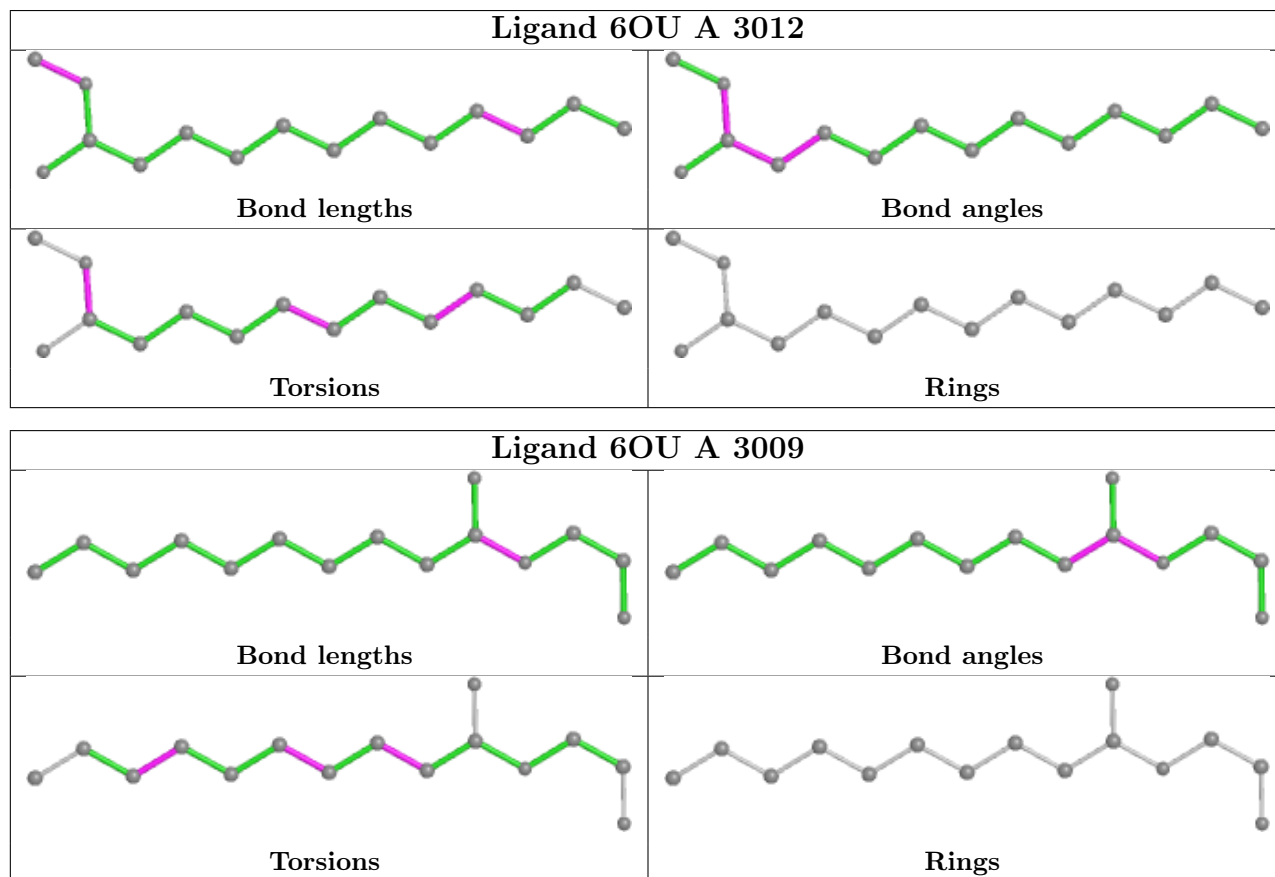 Ligand 6OU A 3012
Bond lengths
Bond angles
Torsions
Rings
Ligand 6OU A 3009
Bond lengths
Bond angles
Torsions
Rings